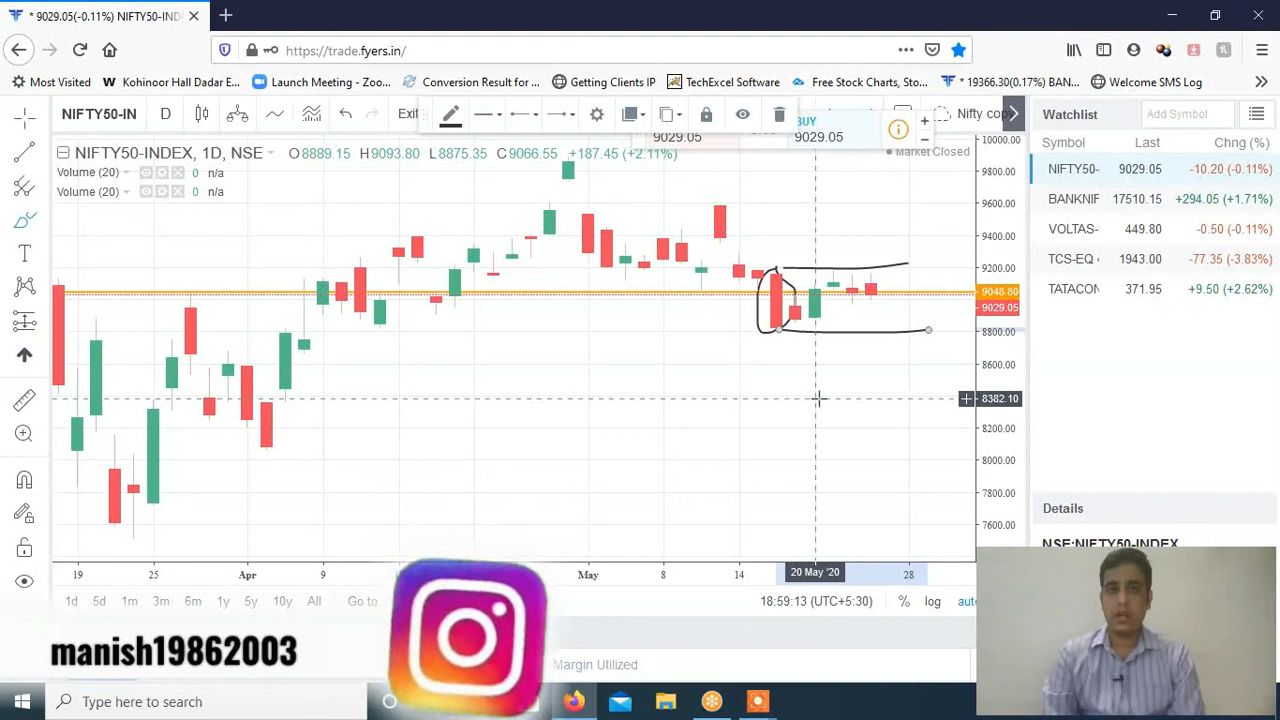 * 9029.05(-0.11%) NIFTY50-IND
https://trade.fyers.in/
Most Visited
Kohinoor Hall Dadar E...
Launch Meeting - Zoo...
Conversion Result for ...
Getting Clients IP
TechExcel Software
Free Stock Charts, Sto...
* 19366.30(0.17%) BAN...
Welcome SMS Log
NIFTY50-IN
D
Exit
Nifty cop
BUY
9029.05
9029.05
Market Closed
NIFTY50-INDEX, 1D, NSE
O8889.15 H9093.80 L8875.35 C9066.55 +187.45 (+2.11%)
Volume (20) 0 n/a
Volume (20) 0 n/a
10000.00
9800.00
9600.00
9400.00
9200.00
9048.80
9029.05
8800.00
8600.00
8382.10
8200.00
8000.00
7800.00
7600.00
19 25 Apr 9 May 8 14 20 May '20 28
1d 5d 1m 3m 6m 1y 5y 10y All Go to...
18:59:13 (UTC+5:30) % log auto
Watchlist
Add Symbol
Symbol Last Chng (%)
NIFTY50- 9029.05 -10.20 (-0.11%)
BANKNIF 17510.15 +294.05 (+1.71%)
VOLTAS- 449.80 -0.50 (-0.11%)
TCS-EQ 1943.00 -77.35 (-3.83%)
TATACON 371.95 +9.50 (+2.62%)
Details
NSE:NIFTY50-INDEX
manish19862003
Margin Utilized
Type here to search